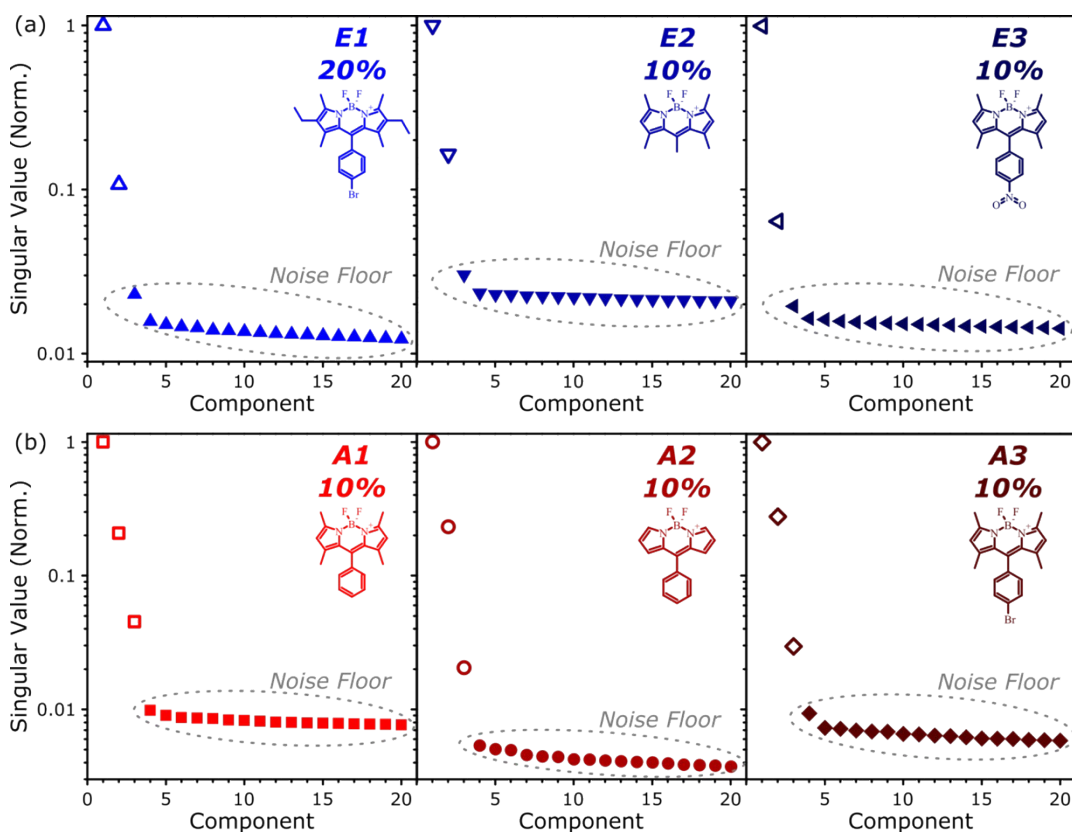 (a)
Singular Value (Norm.)
1
0.1
0.01
E1
20%
F F
B-
N N+
Br
Noise Floor
0 5 10 15 20
Component
E2
10%
F F
B-
N N+
Noise Floor
5 10 15 20
Component
E3
10%
F F
B-
N N+
N+
O O
Noise Floor
5 10 15 20
Component
(b)
Singular Value (Norm.)
1
0.1
0.01
A1
10%
F F
B-
N N+
Noise Floor
0 5 10 15 20
Component
A2
10%
F F
B-
N N+
Noise Floor
5 10 15 20
Component
A3
10%
F F
B-
N N+
Br
Noise Floor
5 10 15 20
Component